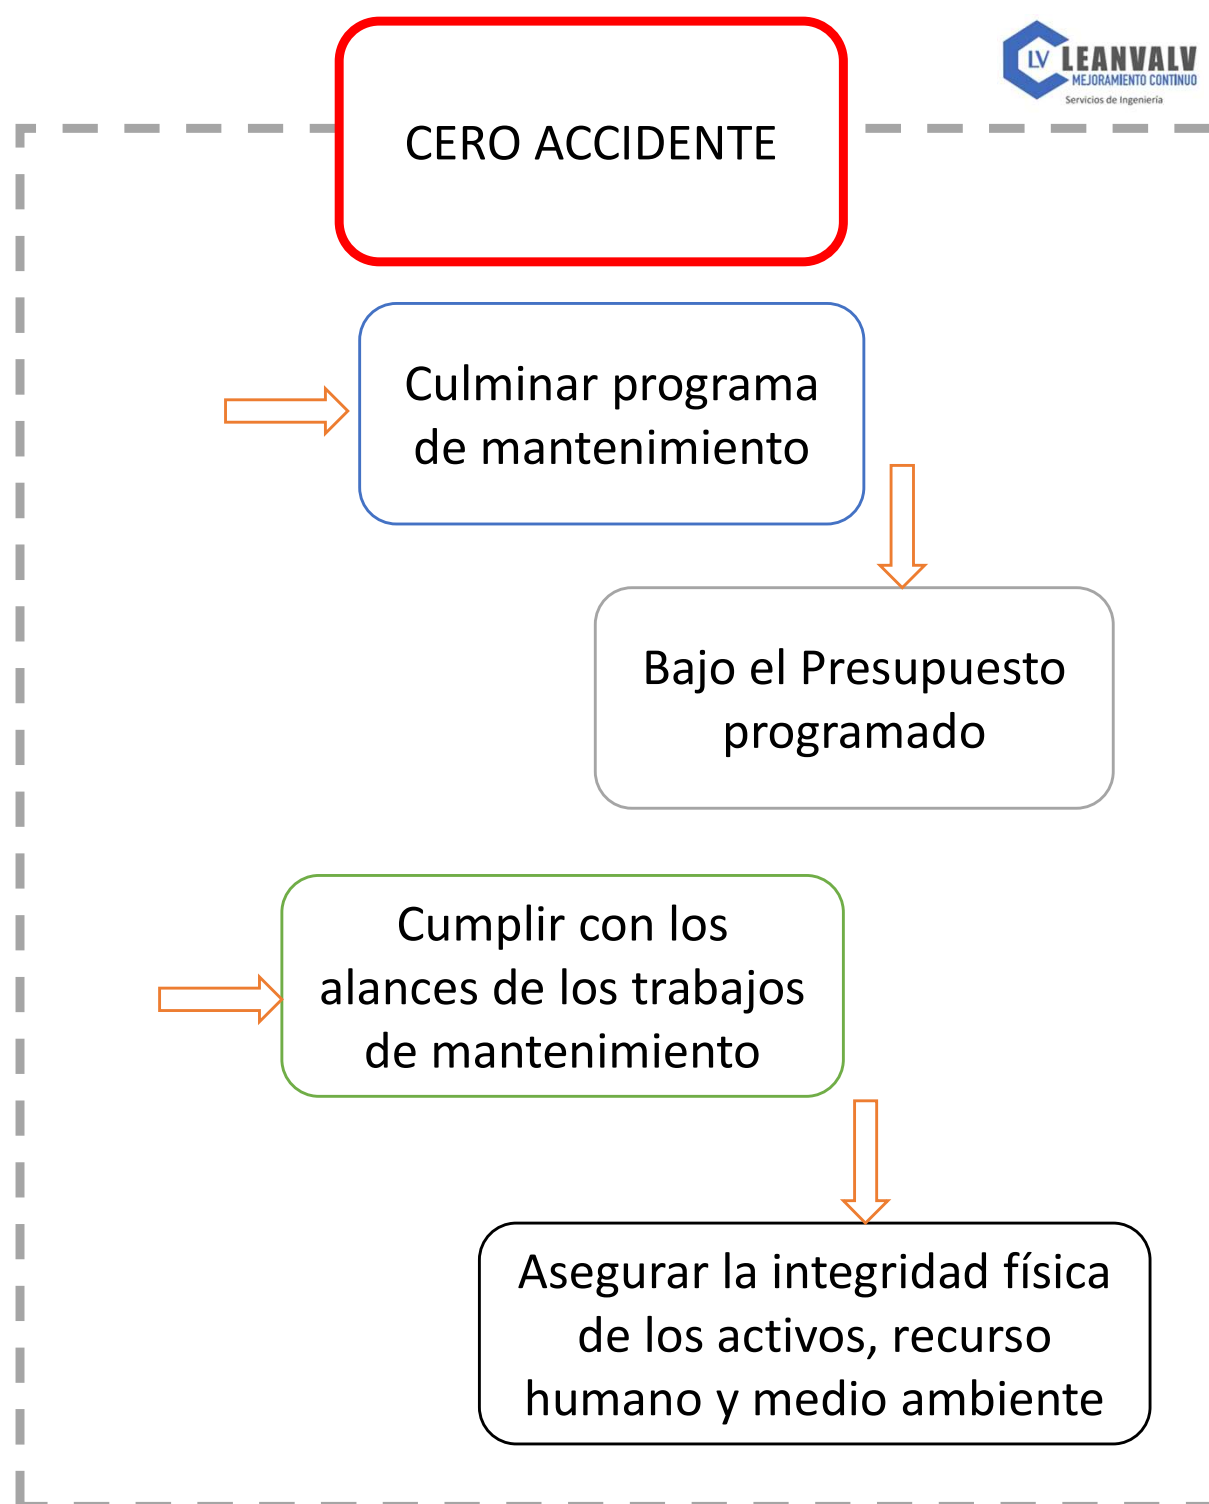 LV LEANVALV
MEJORAMIENTO CONTINUO
Servicios de Ingeniería
CERO ACCIDENTE
Culminar programa
de mantenimiento
Bajo el Presupuesto
programado
Cumplir con los
alances de los trabajos
de mantenimiento
Asegurar la integridad física
de los activos, recurso
humano y medio ambiente